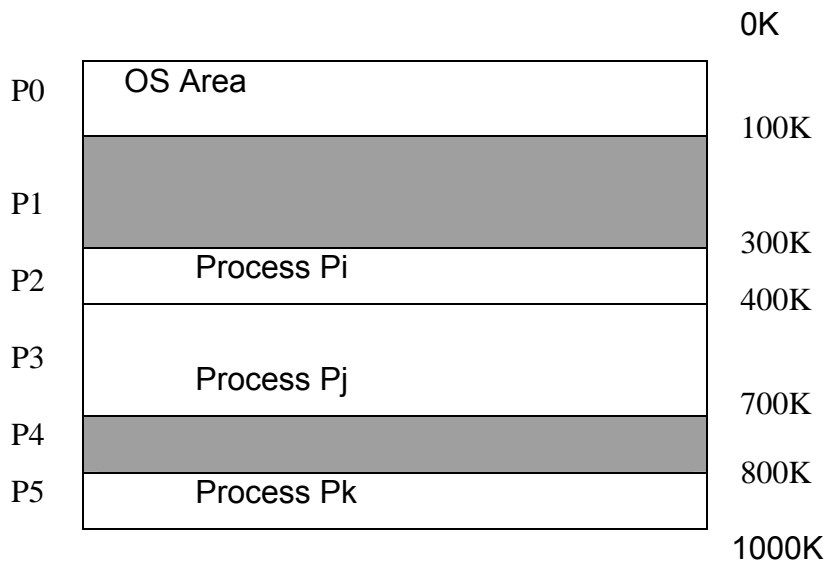 0K
P0
OS Area
100K
P1
300K
Process Pi
P2
400K
P3
Process Pj
700K
P4
800K
P5
Process Pk
1000K